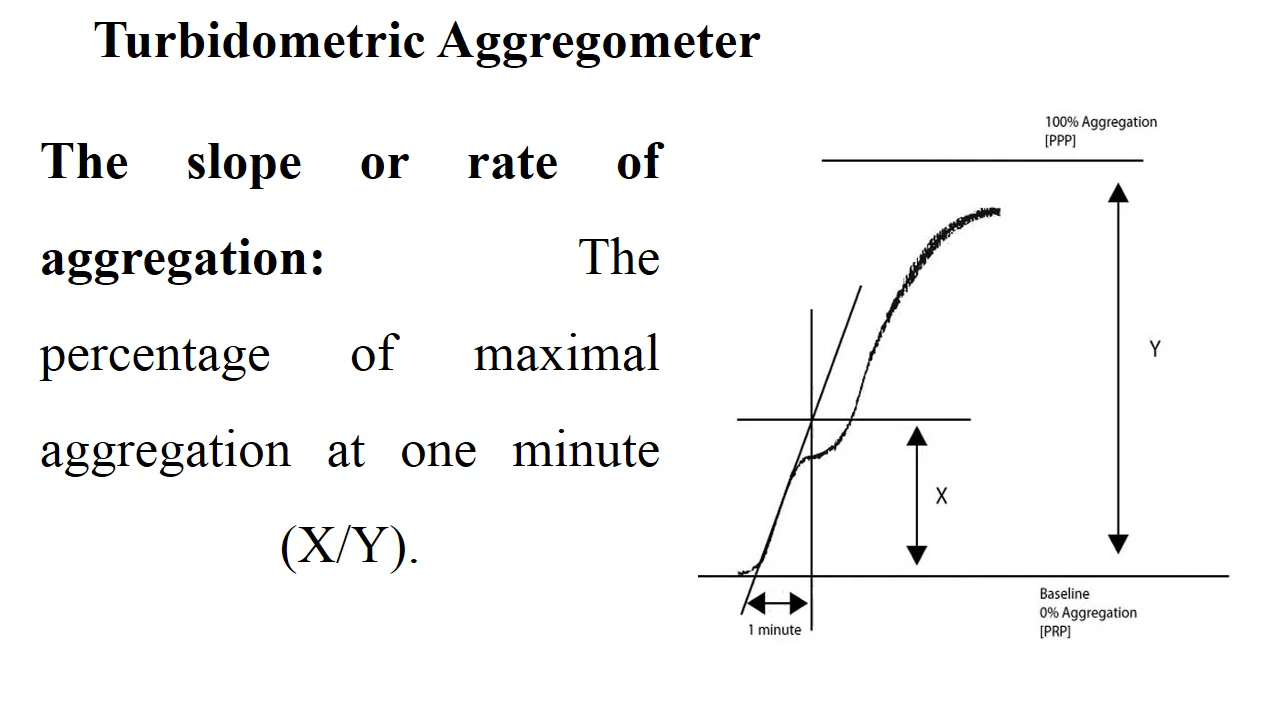 Turbidometric Aggregometer
The slope or rate of
aggregation: The
percentage of maximal
aggregation at one minute
(X/Y).
100% Aggregation
[PPP]
Y
X
1 minute
Baseline
0% Aggregation
[PRP]